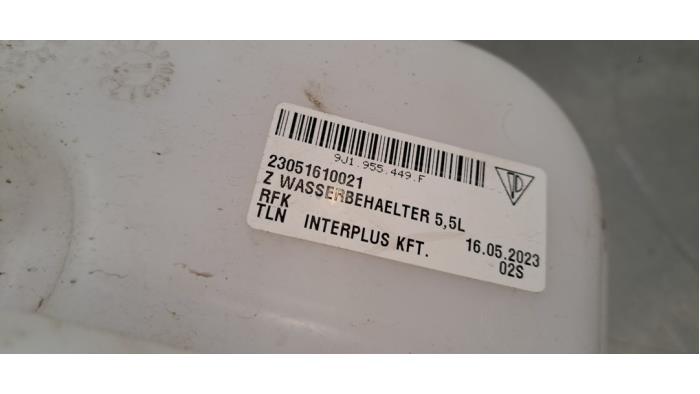 9J1.955.449.F
23051610021
Z WASSERBEHAELTER 5,5L
RFK 16.05.2023
TLN INTERPLUS KFT. 02S